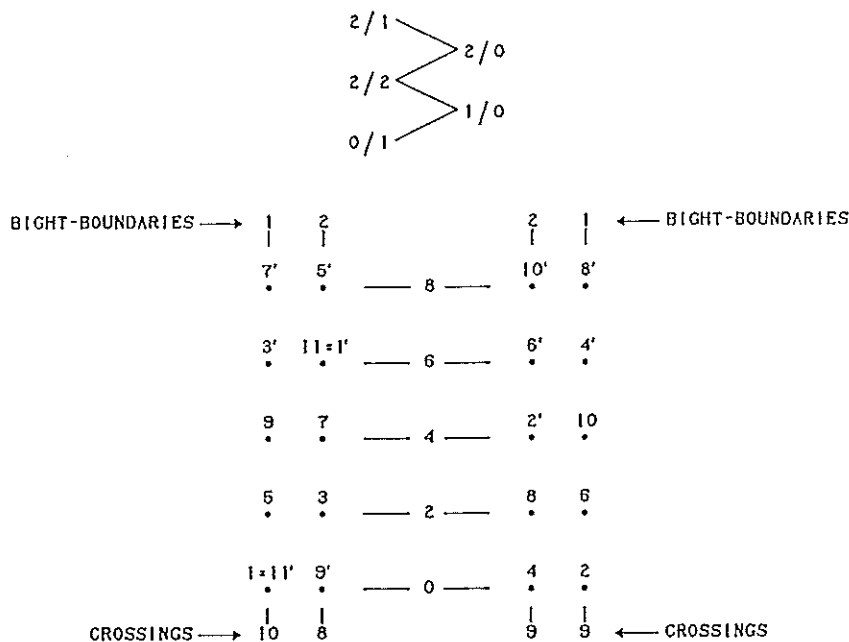 2/1
2/0
2/2
1/0
0/1
BIGHT-BOUNDARIES 1 2 2 1 BIGHT-BOUNDARIES
7' 5' 10' 8'
8
3' 11=1' 6' 4'
6
9 7 2' 10
4
5 3 8 6
2
1=11' 9' 4 2
0
CROSSINGS 10 8 9 9 CROSSINGS